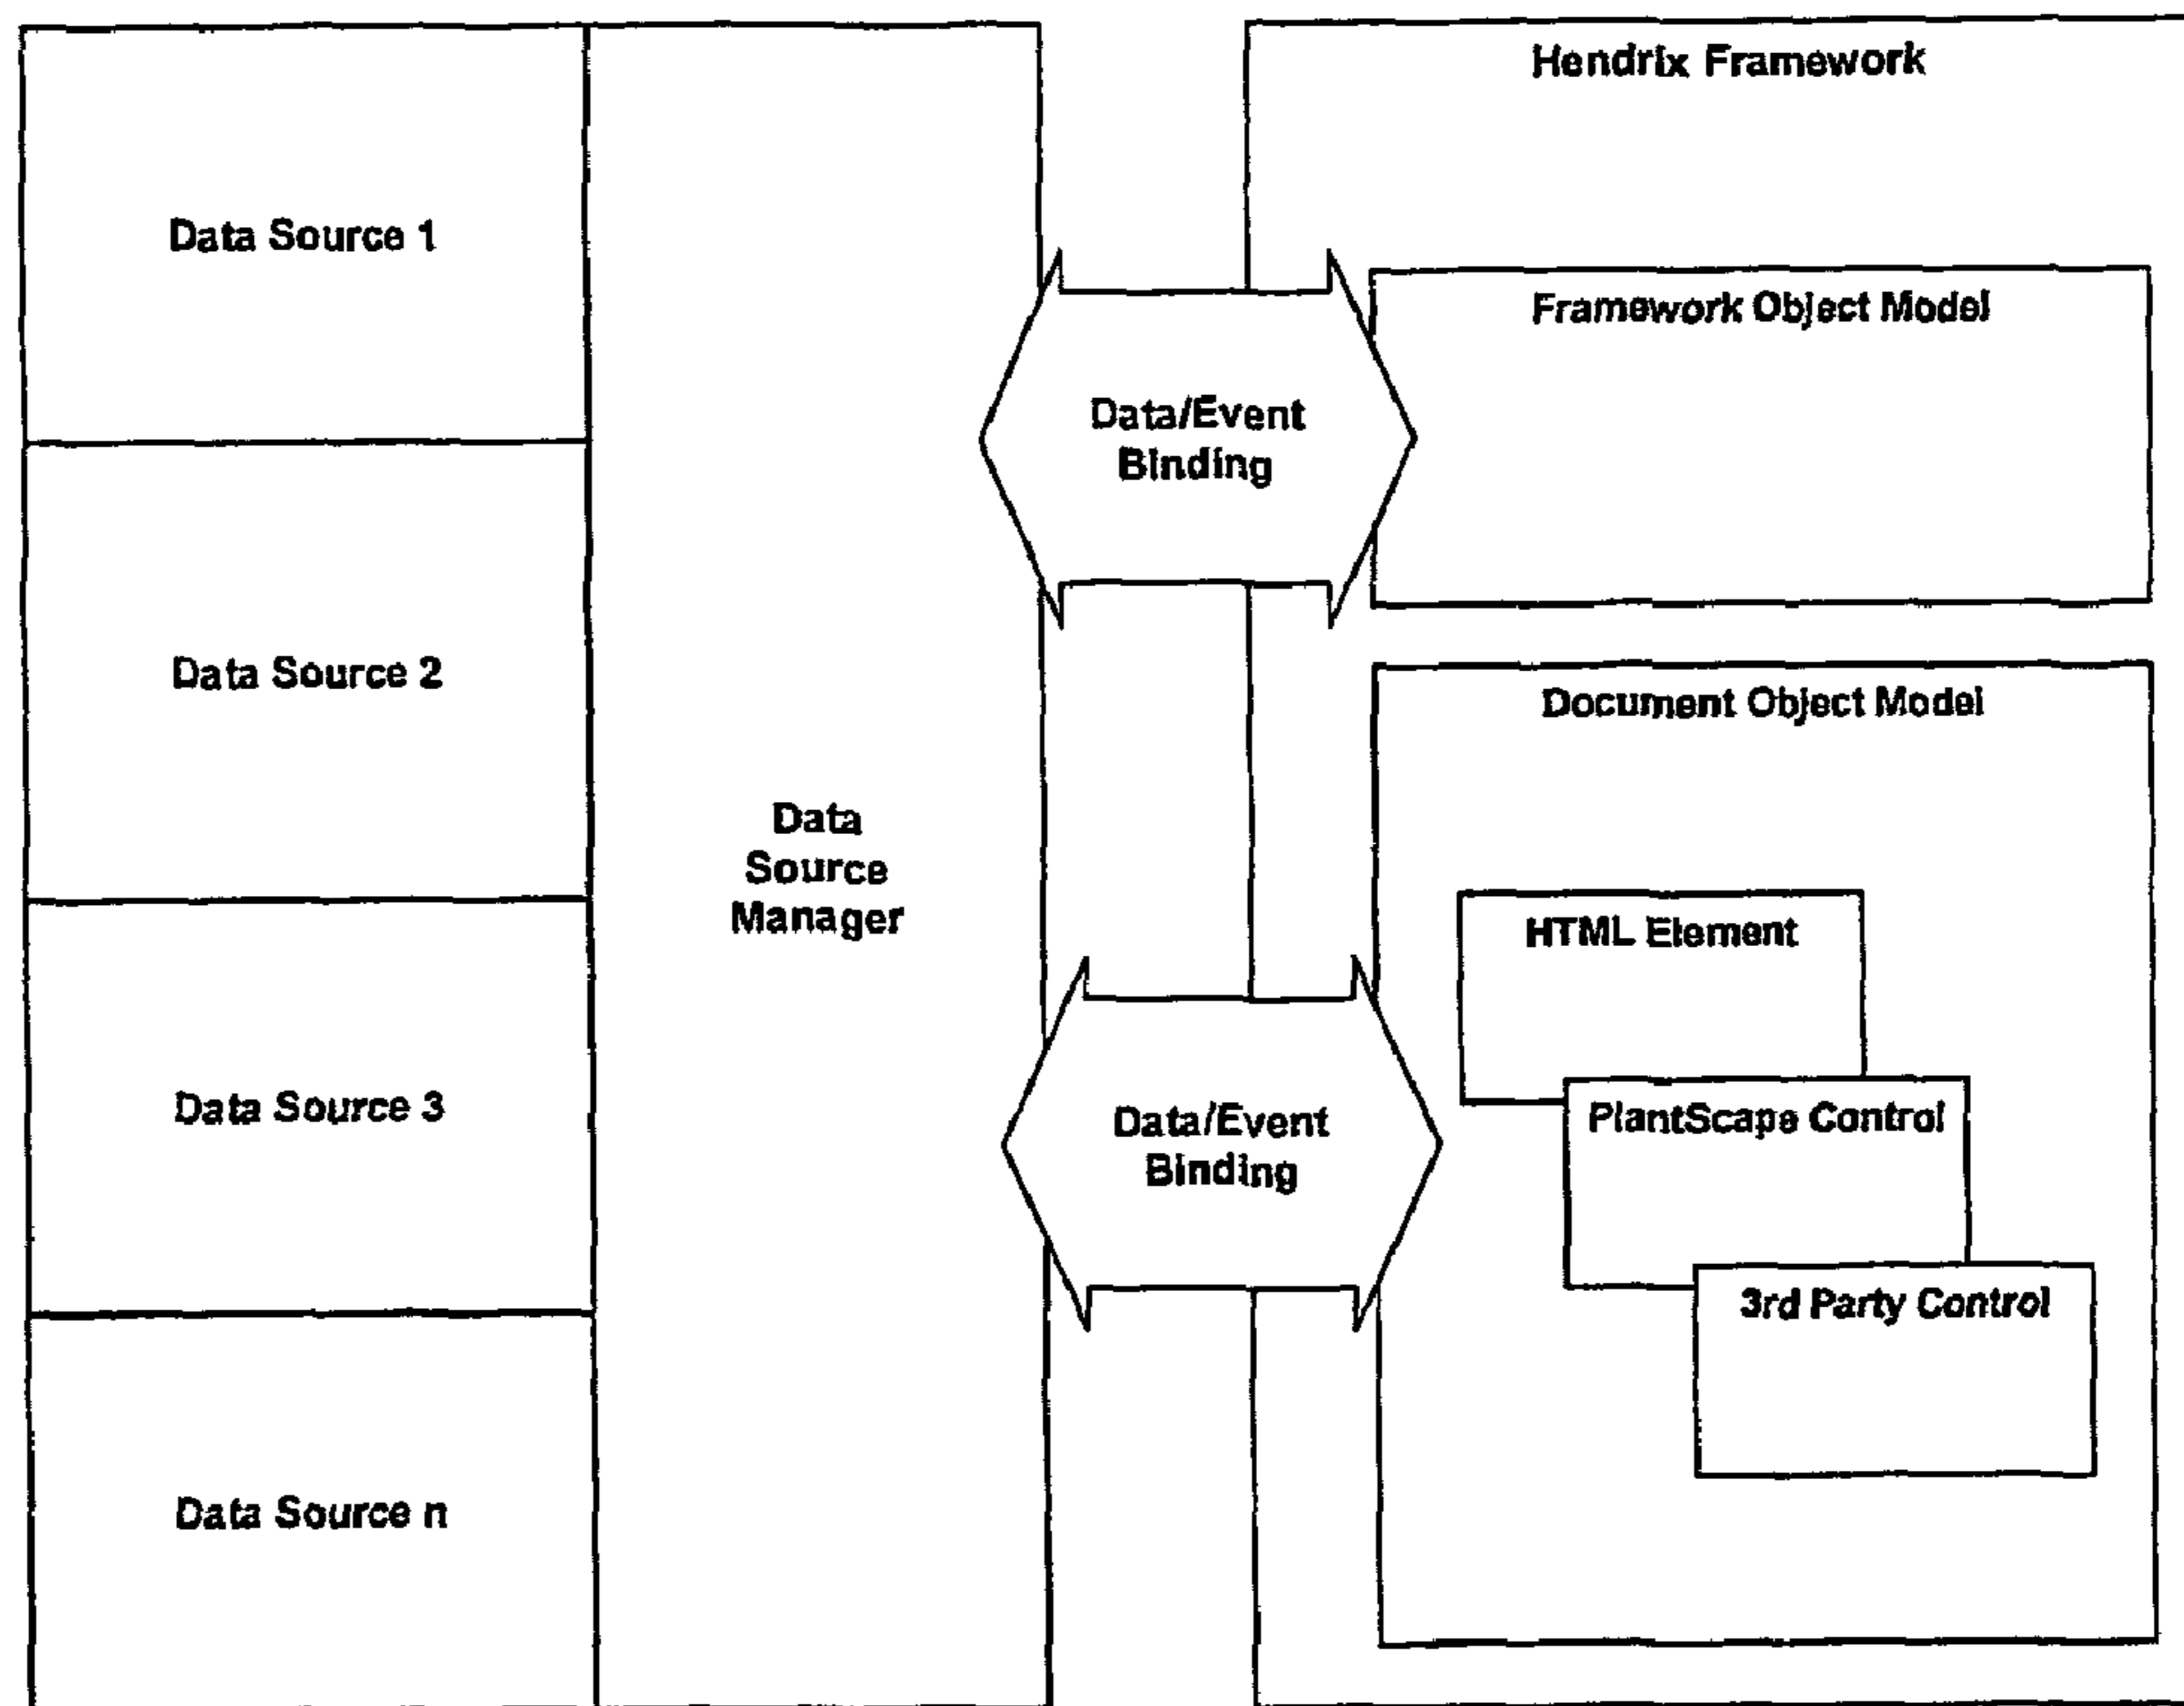 Hendrix Framework
Data Source 1
Framework Object Model
Data/Event
Binding
Data Source 2
Document Object Model
Data
Source
Manager
HTML Element
Data Source 3
PlantScape Control
Data/Event
Binding
3rd Party Control
Data Source n